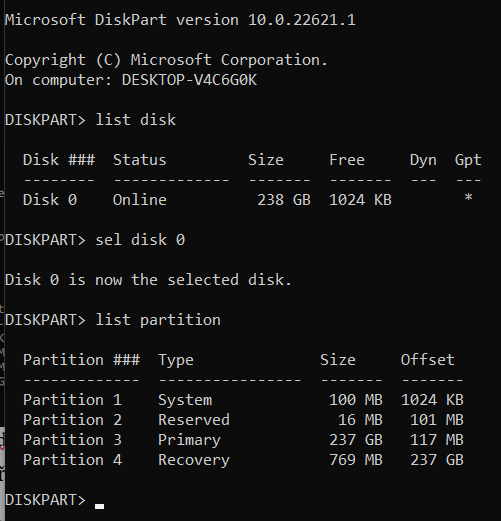 Microsoft DiskPart version 10.0.22621.1
Copyright (C) Microsoft Corporation.
On computer: DESKTOP-V4C6G0K
DISKPART> list disk
Disk ### Status Size Free Dyn Gpt
-------- ------------- ------- ------- --- ---
Disk 0 Online 238 GB 1024 KB *
DISKPART> sel disk 0
Disk 0 is now the selected disk.
DISKPART> list partition
Partition ### Type Size Offset
------------- ---------------- ------- -------
Partition 1 System 100 MB 1024 KB
Partition 2 Reserved 16 MB 101 MB
Partition 3 Primary 237 GB 117 MB
Partition 4 Recovery 769 MB 237 GB
DISKPART>